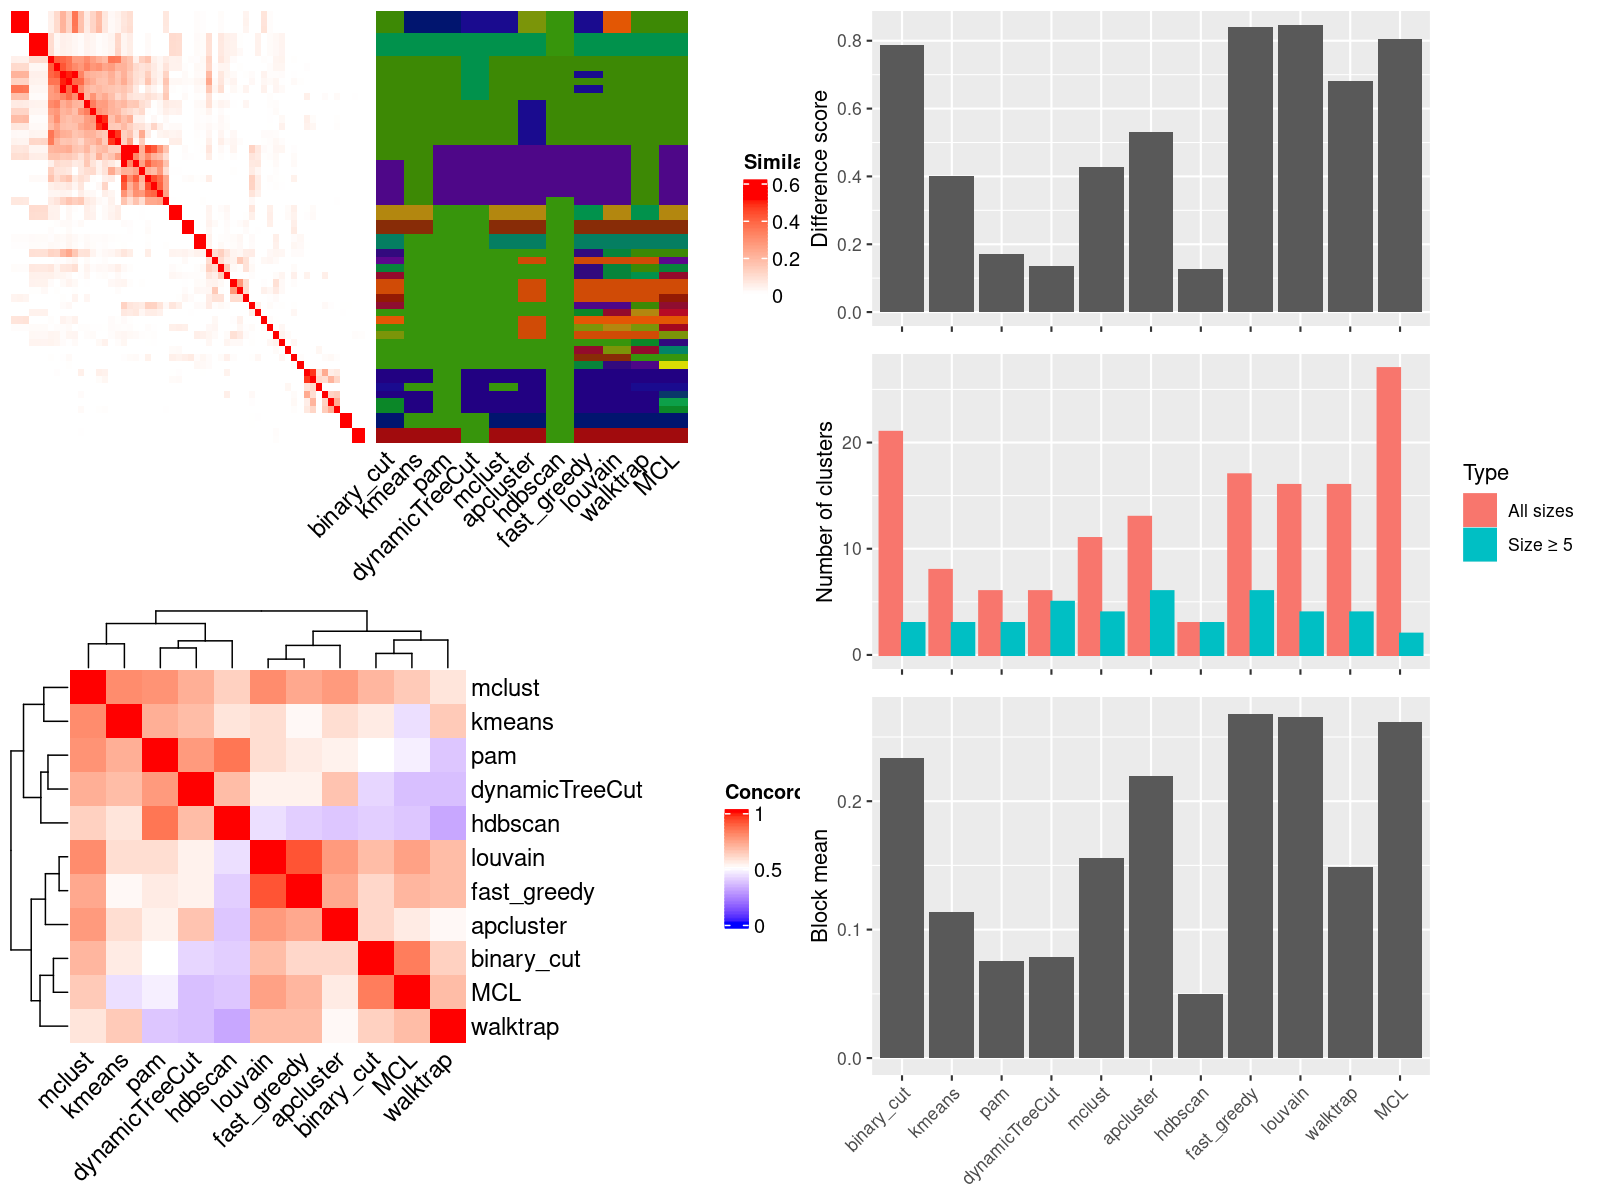 Simila
0.6
0.4
0.2
0
binary_cut
kmeans
pam
dynamicTreeCut
mclust
apcluster
hdbscan
fast_greedy
louvain
walktrap
MCL
Difference score
0.8
0.6
0.4
0.2
0.0
Number of clusters
20
10
0
Type
All sizes
Size ≥ 5
mclust
kmeans
pam
dynamicTreeCut
hdbscan
louvain
fast_greedy
apcluster
binary_cut
MCL
walktrap
mclust
kmeans
pam
dynamicTreeCut
hdbscan
louvain
fast_greedy
apcluster
binary_cut
MCL
walktrap
Concord
1
0.5
0
Block mean
0.2
0.1
0.0
binary_cut
kmeans
pam
dynamicTreeCut
mclust
apcluster
hdbscan
fast_greedy
louvain
walktrap
MCL